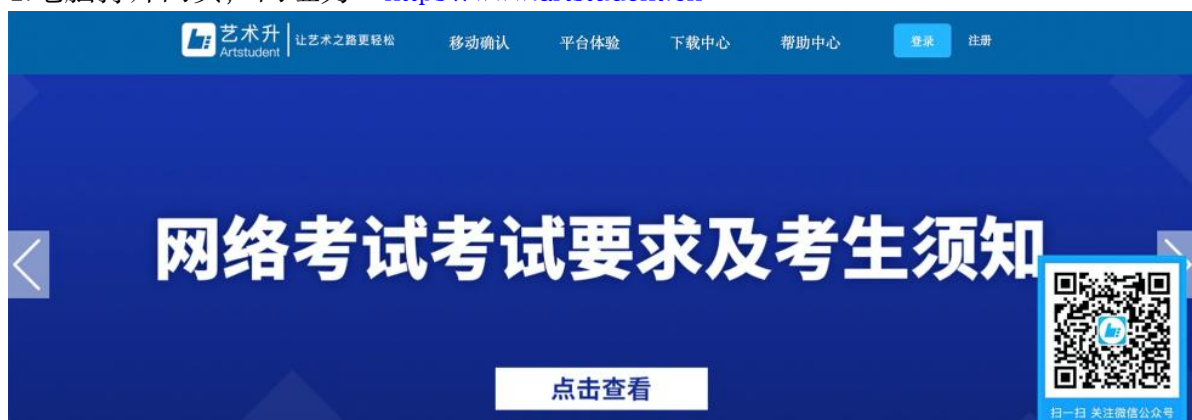 艺术升
Artstudent
让艺术之路更轻松
移动确认
平台体验
下载中心
帮助中心
登录
注册
网络考试考试要求及考生须知
点击查看
扫一扫 关注微信公众号